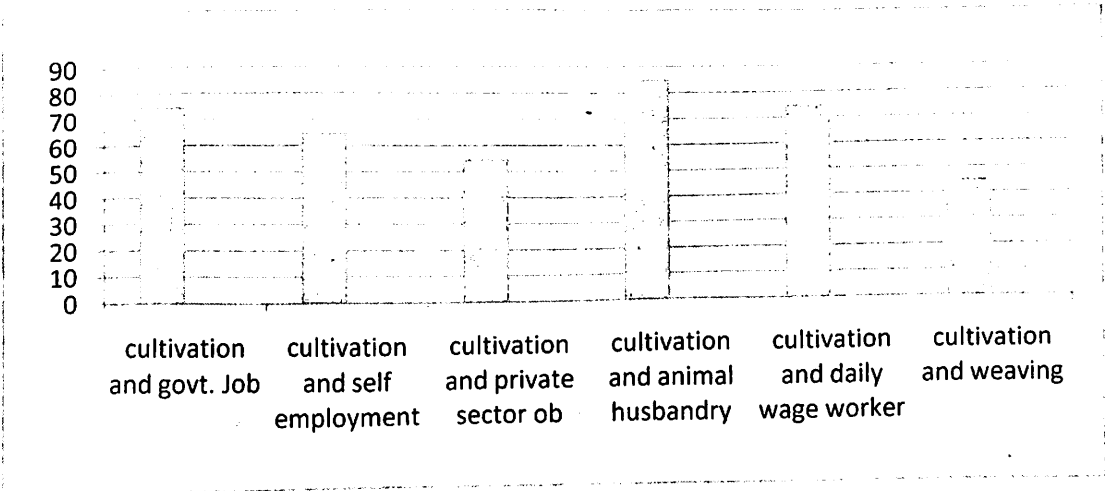 90
80
70
60
50
40
30
20
10
0
cultivation
and govt. Job
cultivation
and self
employment
cultivation
and private
sector ob
cultivation
and animal
husbandry
cultivation
and daily
wage worker
cultivation
and weaving